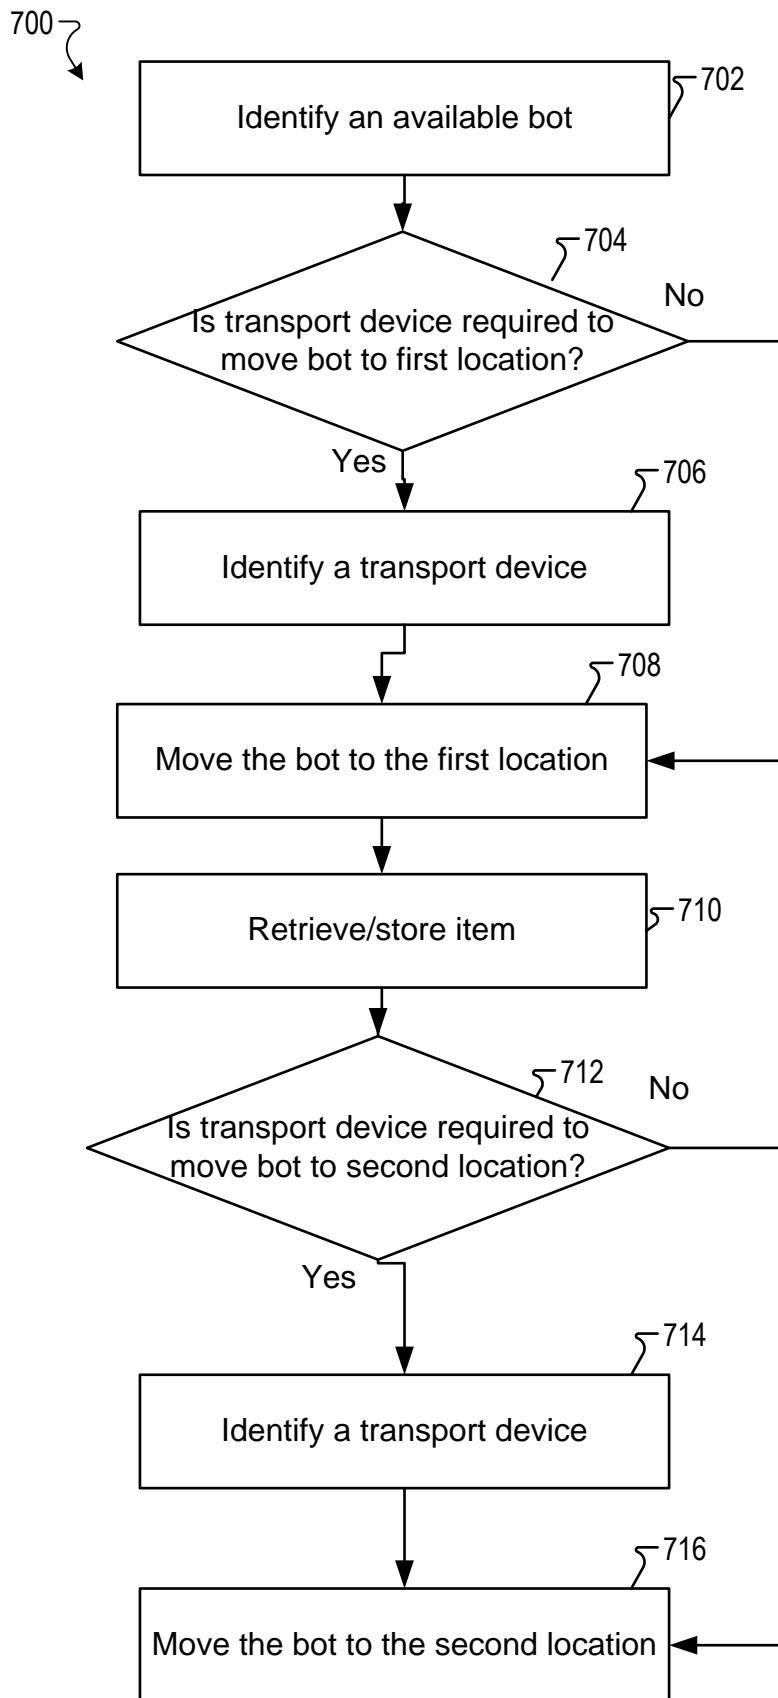 700
702
Identify an available bot
704
No
Is transport device required to
move bot to first location?
Yes
706
Identify a transport device
708
Move the bot to the first location
710
Retrieve/store item
712
No
Is transport device required to
move bot to second location?
Yes
714
Identify a transport device
716
Move the bot to the second location